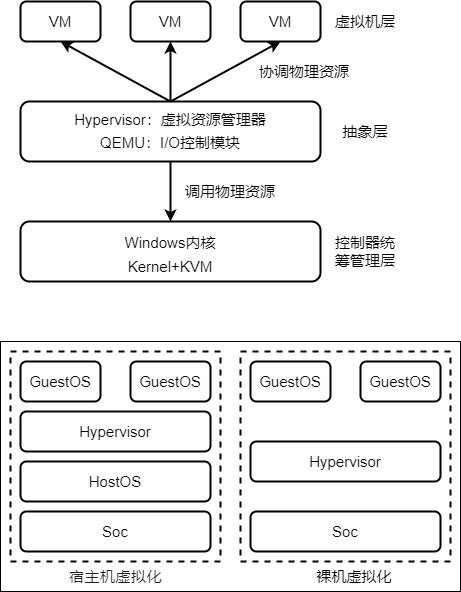 VM
VM
VM
虚拟机层
协调物理资源
Hypervisor：虚拟资源管理器
QEMU：I/O控制模块
抽象层
调用物理资源
Windows内核
Kernel+KVM
控制器统
筹管理层
GuestOS
GuestOS
Hypervisor
HostOS
Soc
宿主机虚拟化
GuestOS
GuestOS
Hypervisor
Soc
裸机虚拟化